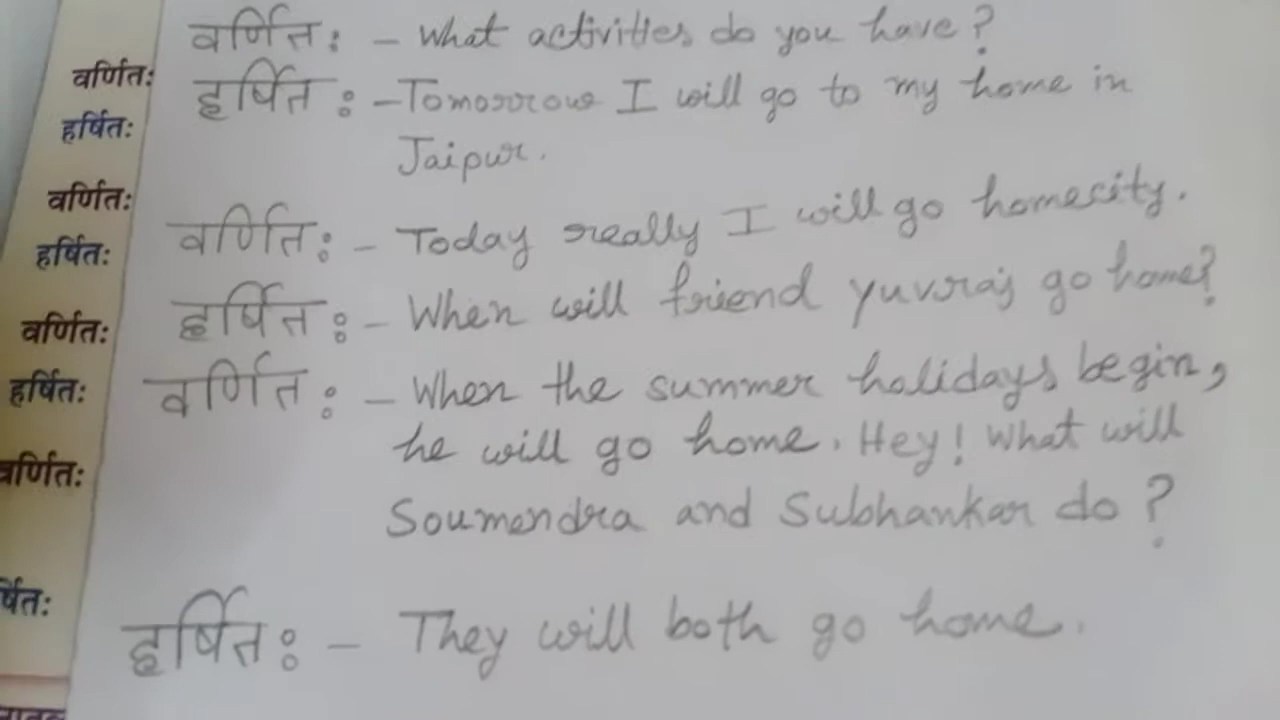 वर्णितः - What activities do you have?
हर्षितः - Tomorrow I will go to my home in
Jaipur.
वर्णितः - Today really I will go homecity.
हर्षितः - When will friend yuvraj go home?
वर्णितः - When the summer holidays begin,
he will go home. Hey! What will
Soumendra and Subhankar do?
हर्षितः - They will both go home.
वर्णितः
हर्षितः
वर्णितः
हर्षितः
वर्णितः
हर्षितः
वर्णितः